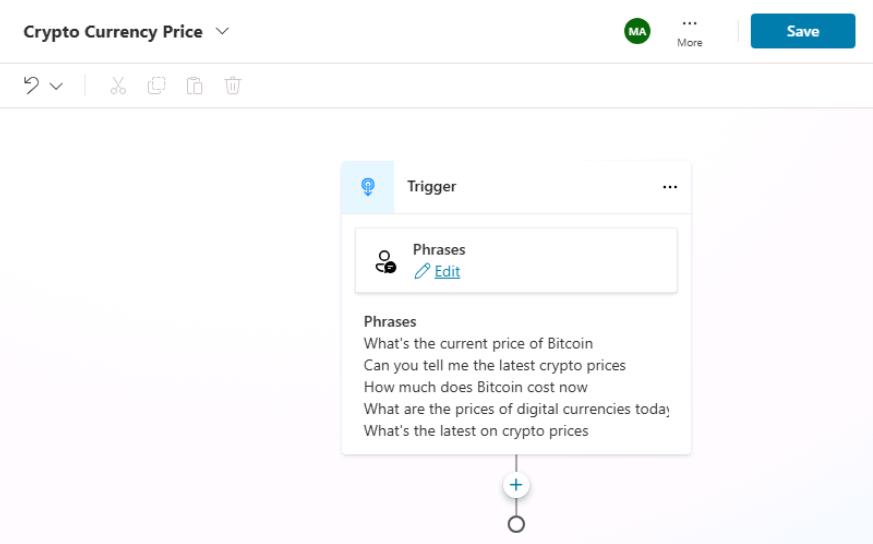 Crypto Currency Price
MA
More
Save
Trigger
Phrases
Edit
Phrases
What's the current price of Bitcoin
Can you tell me the latest crypto prices
How much does Bitcoin cost now
What are the prices of digital currencies today
What's the latest on crypto prices